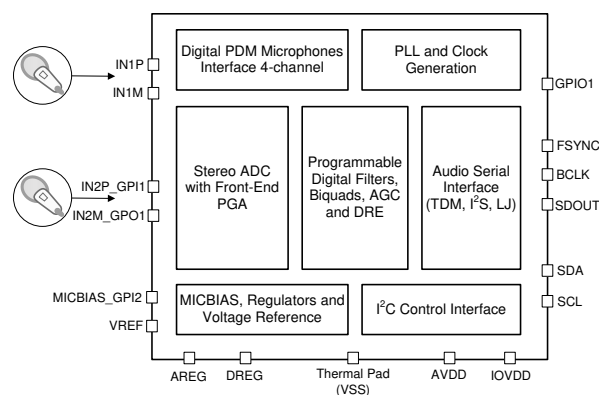 Digital PDM Microphones
Interface 4-channel
PLL and Clock
Generation
IN1P
IN1M
GPIO1
Stereo ADC
with Front-End
PGA
Programmable
Digital Filters,
Biquads, AGC
and DRE
Audio Serial
Interface
(TDM, I²S, LJ)
FSYNC
BCLK
SDOUT
IN2P_GPI1
IN2M_GPO1
SDA
SCL
MICBIAS_GPI2
VREF
MICBIAS, Regulators and
Voltage Reference
I²C Control Interface
AREG
DREG
Thermal Pad
(VSS)
AVDD
IOVDD